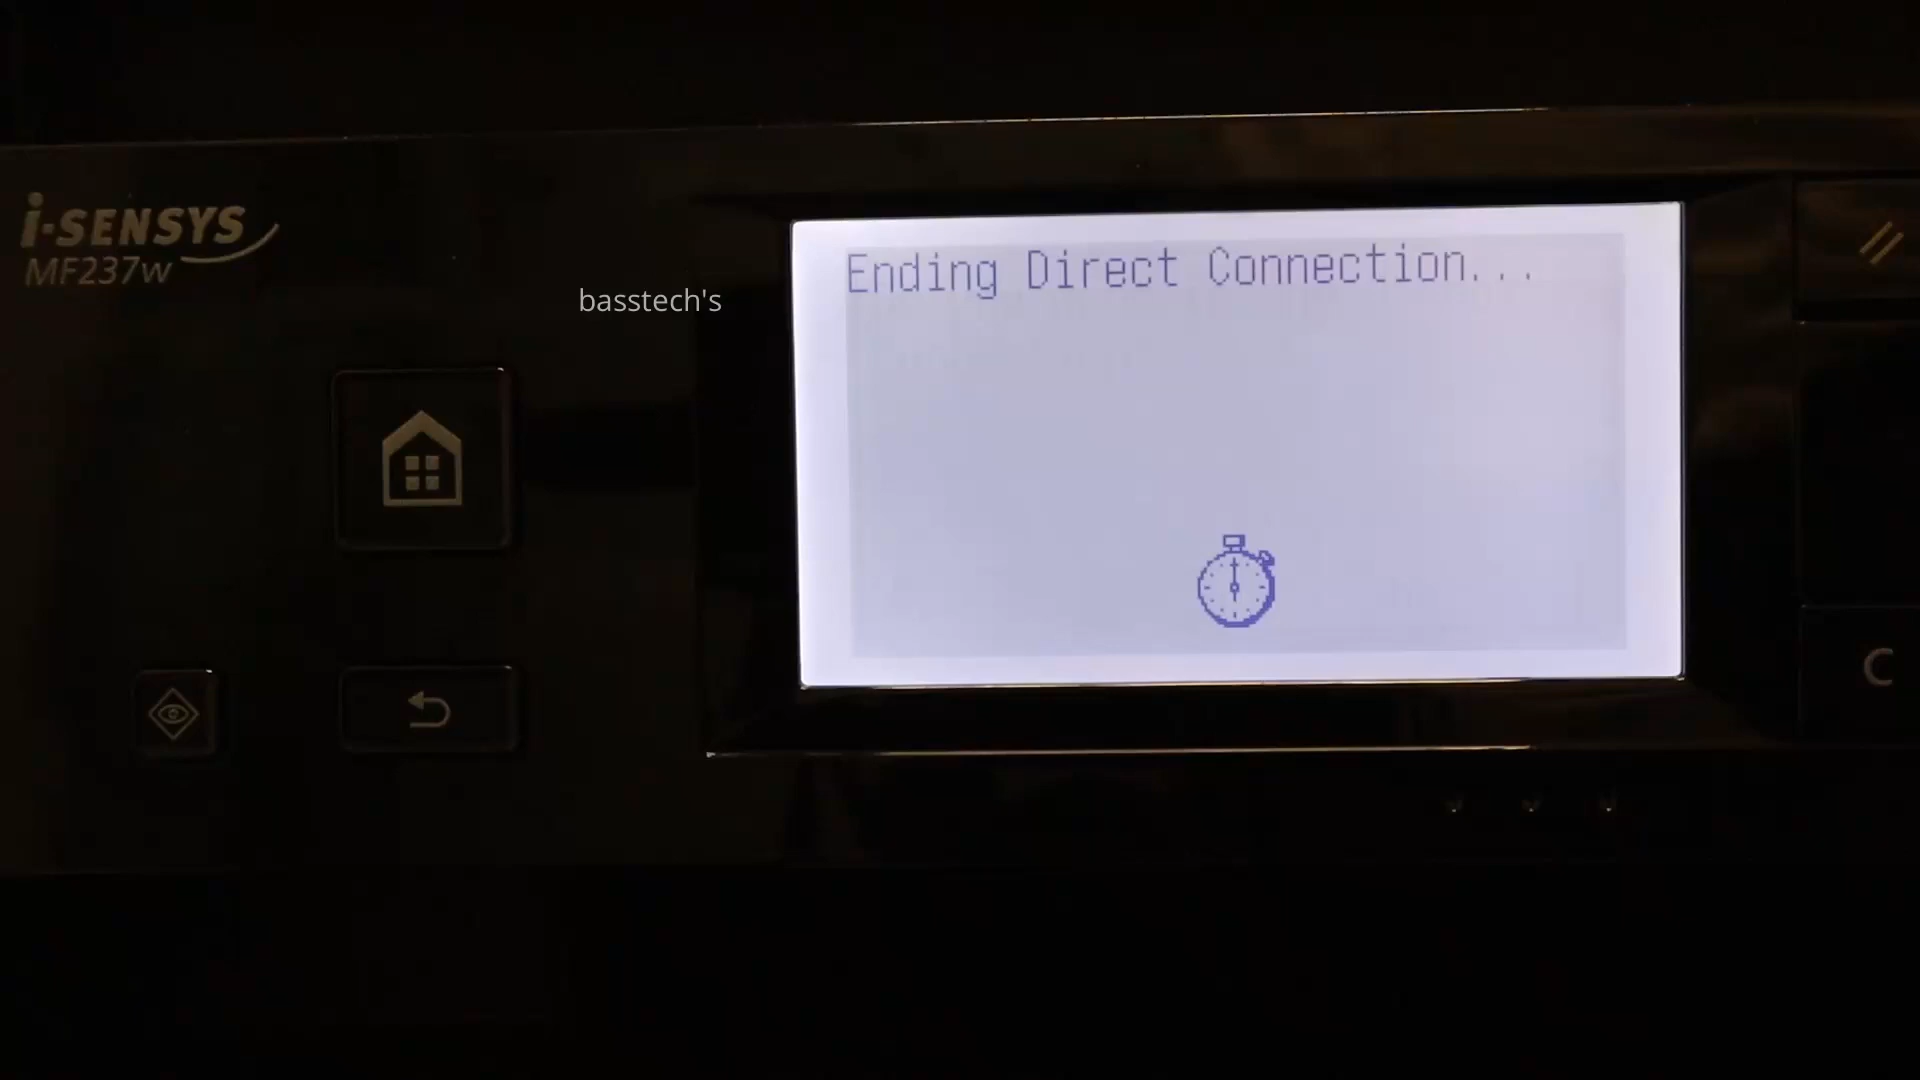 i-SENSYS
MF237w
basstech's
Ending Direct Connection...
C